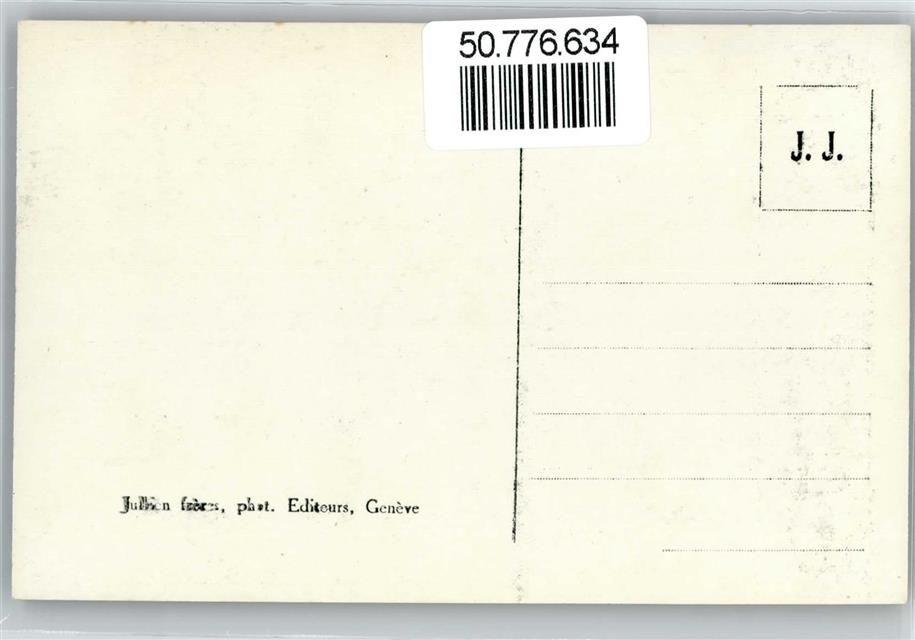 50.776.634
J. J.
Jullien frères, phot. Editeurs, Genève